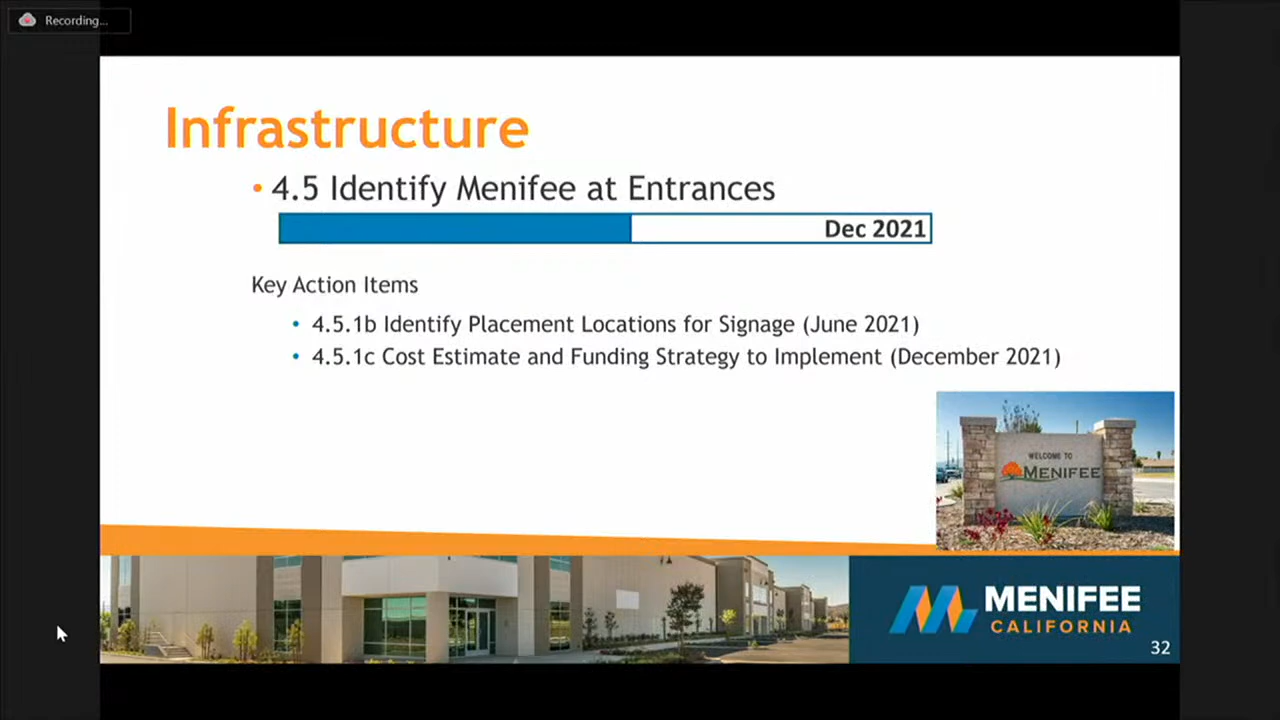 Recording...
Infrastructure
• 4.5 Identify Menifee at Entrances
Dec 2021
Key Action Items
• 4.5.1b Identify Placement Locations for Signage (June 2021)
• 4.5.1c Cost Estimate and Funding Strategy to Implement (December 2021)
WELCOME TO
MENIFEE
MENIFEE
CALIFORNIA
32